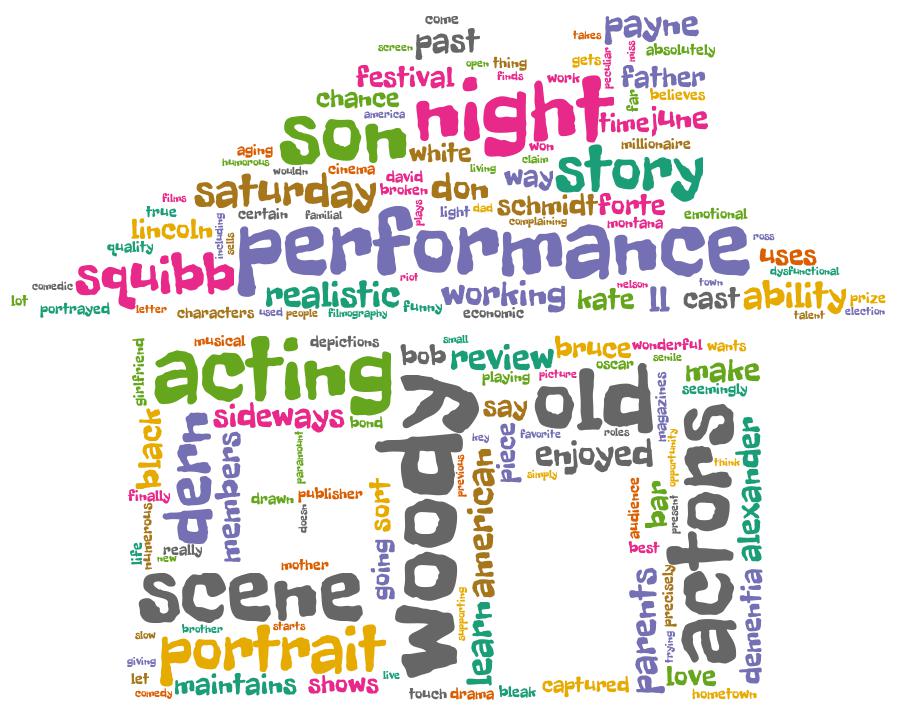 come
past payne
screen takes
absolutely
open thing gets peculiar miss
festival finds work father
chance far believes
america night time june
son
aging white won millionaire
humorous claim
wouldn cinema living way story
david
saturday broken don
films familial light dad schmidt forte
true certain plays complaining montana emotional
lincoln including sells performance ross
quality uses
squibb riot dysfunctional
comedic nelson town
lot realistic working kate ll cast ability prize
portrayed letter characters used people filmography funny economic talent election
girlfriend musical depictions small bruce wonderful wants
acting bob review oscar senile
playing picture make
seemingly
sideways woody say old magazines
black dern bond key piece favorite roles actors
members paramount previous american enjoyed opportunity think alexander
simply
finally drawn publisher sort audience bar present
numerous doesn
life new really best
mother going
scene supporting learn parents precisely dementia
slow brother starts trying
giving portrait
let maintains shows live love
comedy touch drama bleak captured hometown